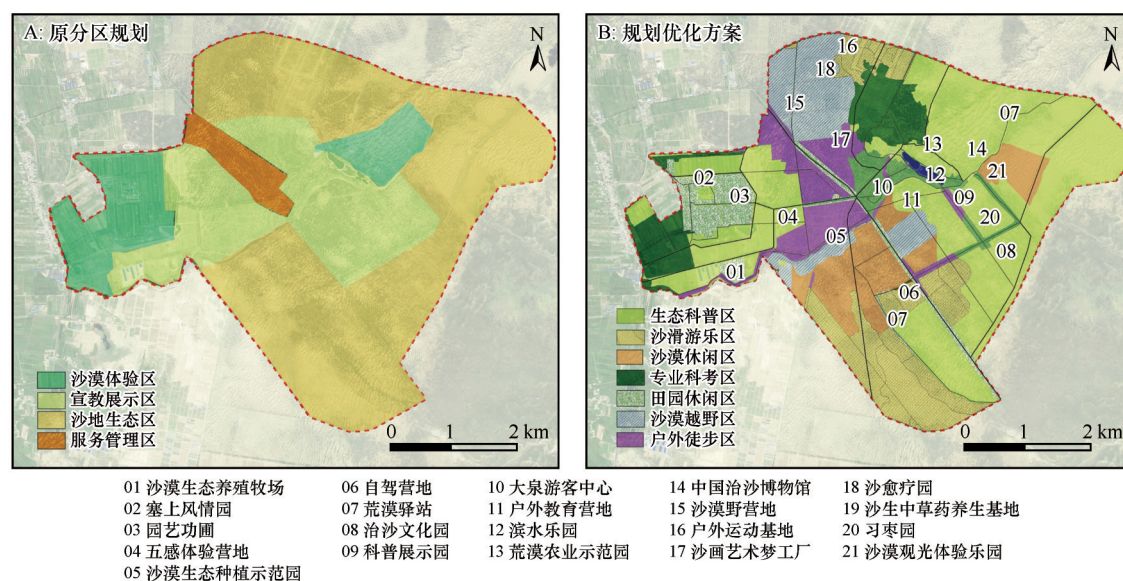 A: 原分区规划
N
沙漠体验区
宣教展示区
沙地生态区
服务管理区
0 1 2 km
B: 规划优化方案
N
16
18
15
07
17
13
14
12
21
02
03
10
09
11
20
04
05
08
01
06
07
生态科普区
沙滑游乐区
沙漠休闲区
专业科考区
田园休闲区
沙漠越野区
户外徒步区
0 1 2 km
01 沙漠生态养殖牧场
02 塞上风情园
03 园艺功圃
04 五感体验营地
05 沙漠生态种植示范园
06 自驾营地
07 荒漠驿站
08 治沙文化园
09 科普展示园
10 大泉游客中心
11 户外教育营地
12 滨水乐园
13 荒漠农业示范园
14 中国治沙博物馆
15 沙漠野营地
16 户外运动基地
17 沙画艺术梦工厂
18 沙愈疗园
19 沙生中草药养生基地
20 习枣园
21 沙漠观光体验乐园